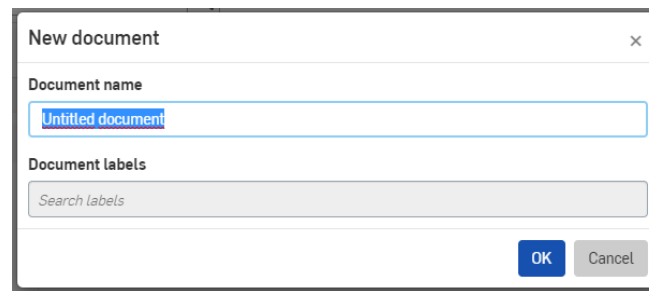 New document
×
Document name
Untitled document
Document labels
Search labels
OK Cancel